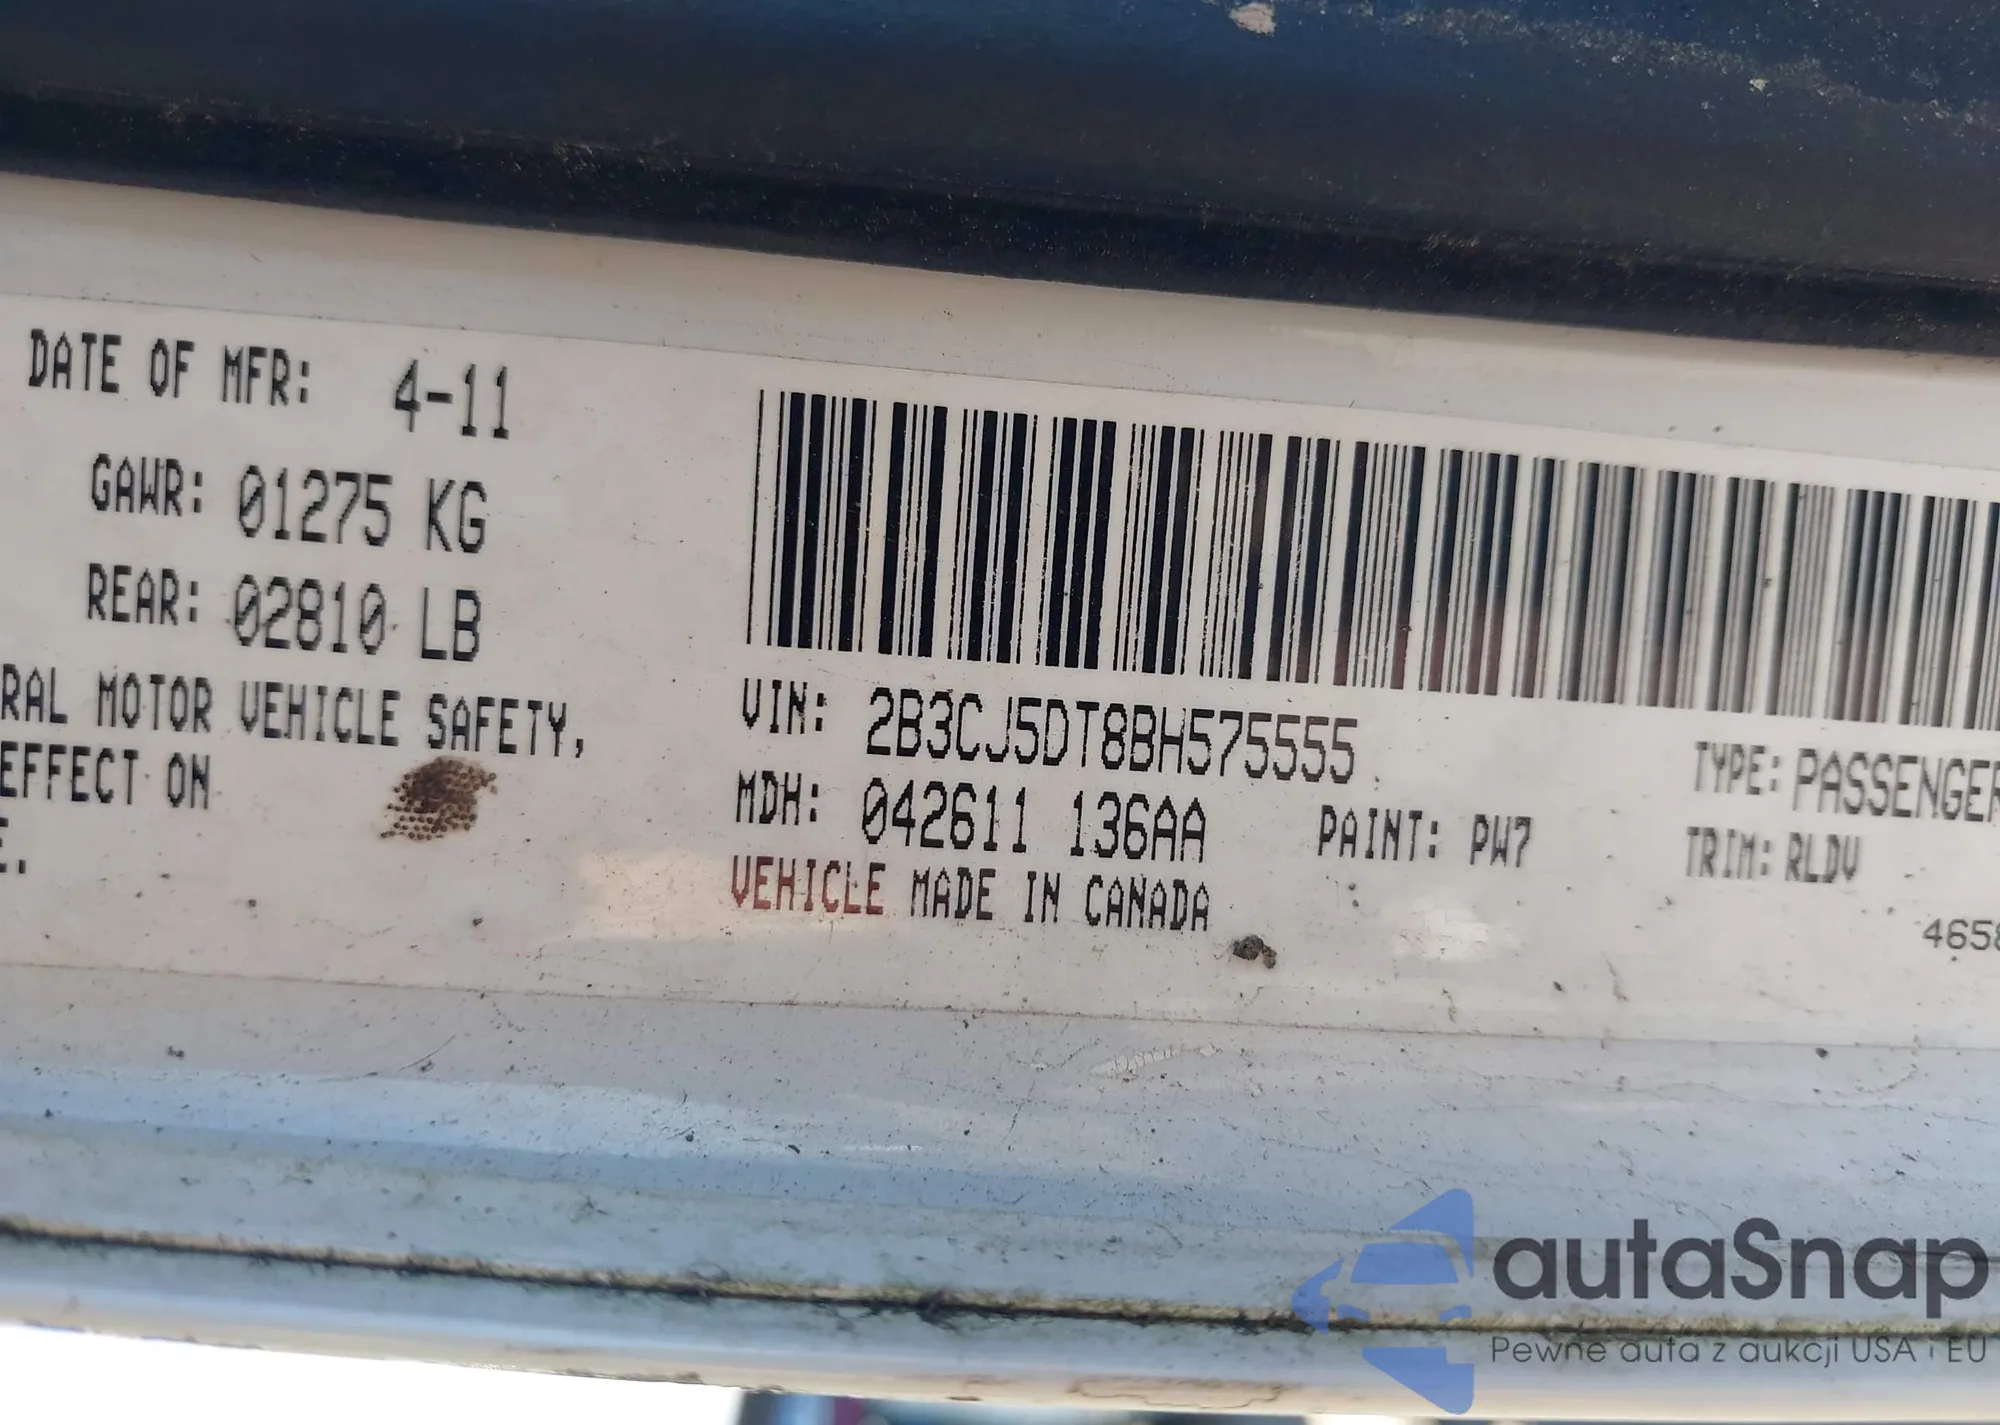 DATE OF MFR: 4-11
GAWR: 01275 KG
REAR: 02810 LB
RAL MOTOR VEHICLE SAFETY,
EFFECT ON
E.
VIN: 2B3CJ5DT8BH575555
MDH: 042611 136AA
PAINT: PW7
VEHICLE MADE IN CANADA
TYPE: PASSENGER
TRIM: RLDV
4658
autaSnap
Pewne auta z aukcji USA i EU